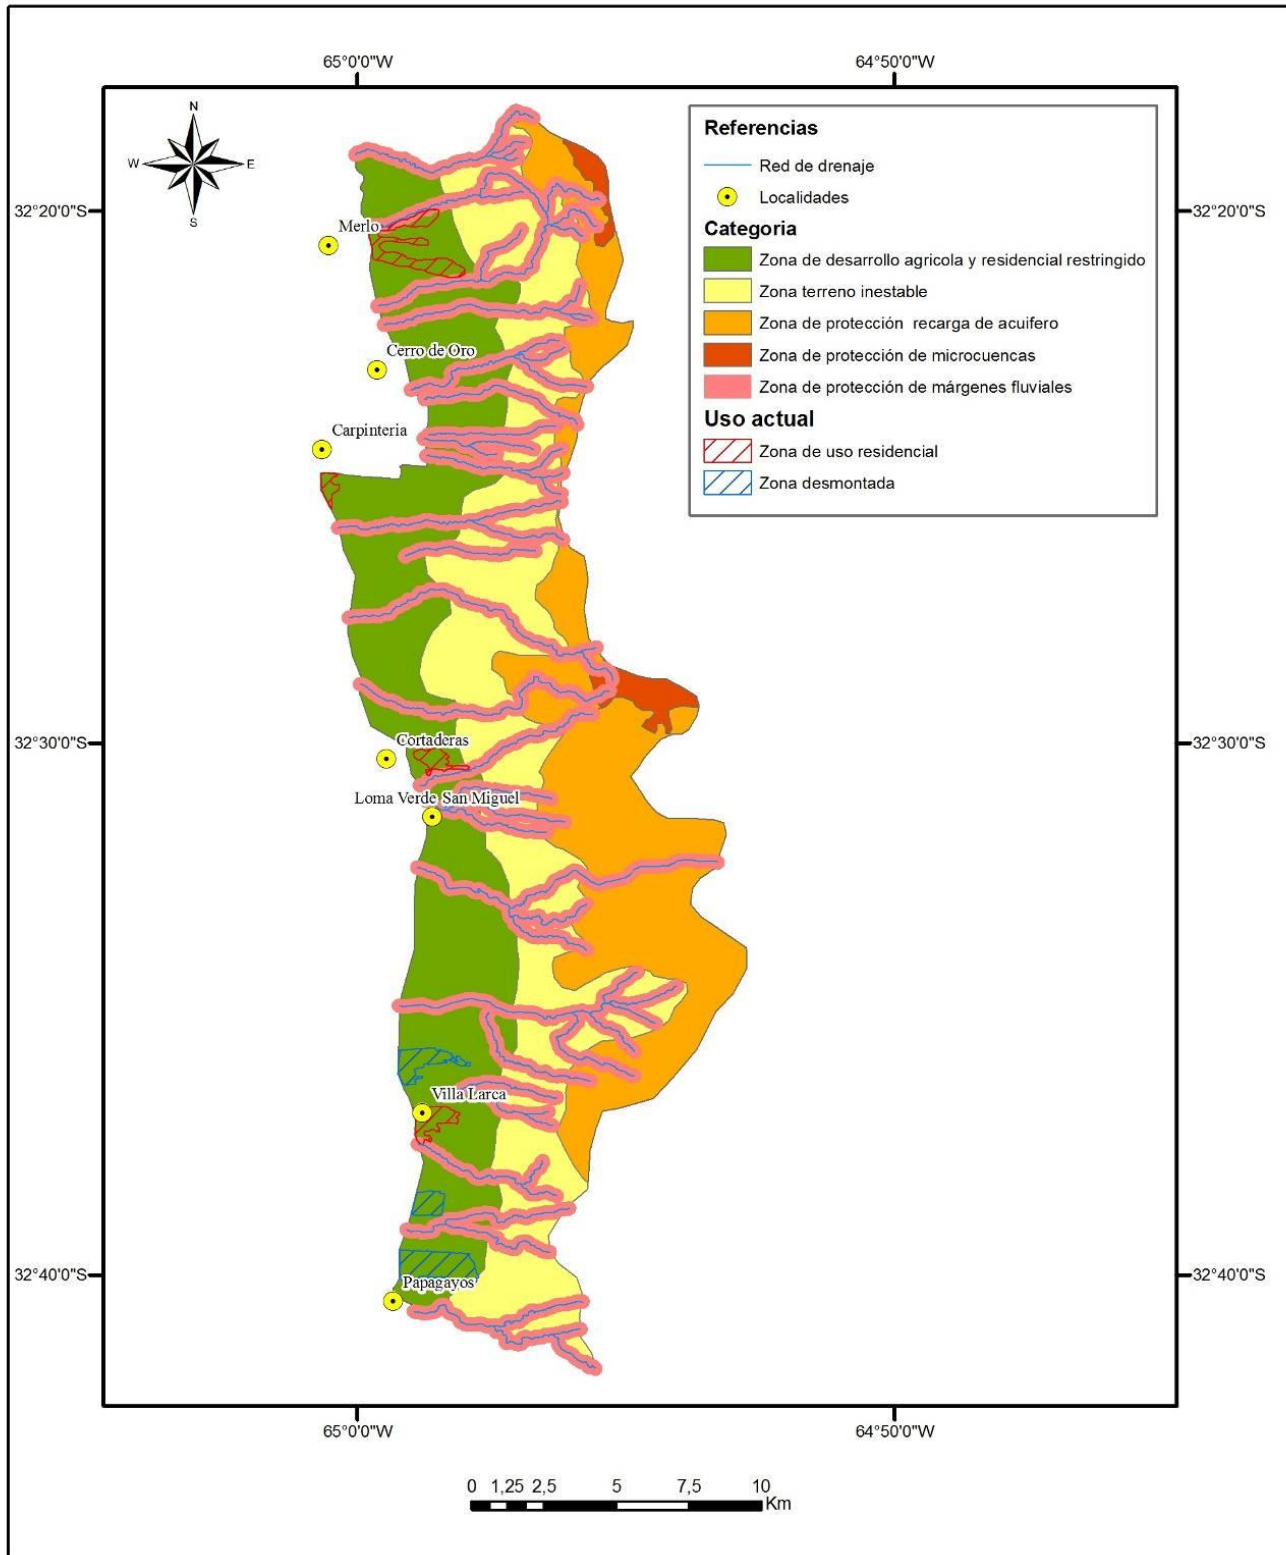 65°0'0"W
64°50'0"W
N
W
E
S
Referencias
Red de drenaje
Localidades
Categoria
Zona de desarrollo agricola y residencial restringido
Zona terreno inestable
Zona de protección recarga de acuifero
Zona de protección de microcuencas
Zona de protección de márgenes fluviales
Uso actual
Zona de uso residencial
Zona desmontada
32°20'0"S
32°20'0"S
Merlo
Cerro de Oro
Carpinteria
32°30'0"S
32°30'0"S
Cortaderas
Loma Verde San Miguel
Villa Larca
32°40'0"S
32°40'0"S
Papagayos
65°0'0"W
64°50'0"W
0 1,25 2,5 5 7,5 10
Km